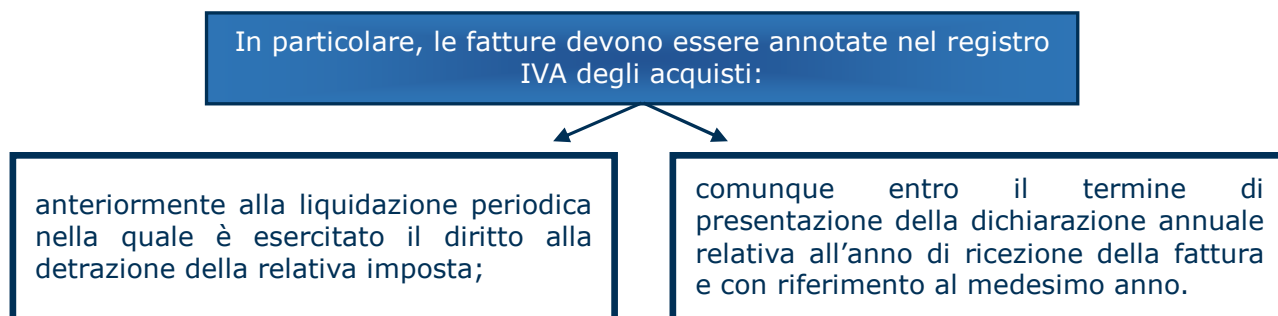 In particolare, le fatture devono essere annotate nel registro
IVA degli acquisti:
anteriormente alla liquidazione periodica
nella quale è esercitato il diritto alla
detrazione della relativa imposta;
comunque entro il termine di
presentazione della dichiarazione annuale
relativa all’anno di ricezione della fattura
e con riferimento al medesimo anno.